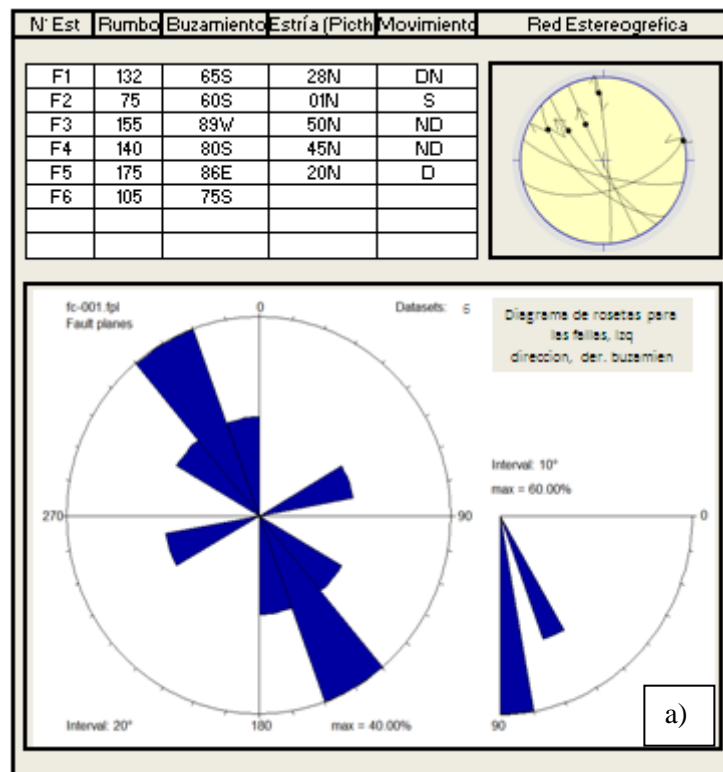 N° Est Rumbo Buzamiento Estría (Picth Movimiento Red Estereografica
F1 132 65S 28N DN
F2 75 60S 01N S
F3 155 89W 50N ND
F4 140 80S 45N ND
F5 175 86E 20N D
F6 105 75S
fc-001.fpl
Fault planes
0
Datasets: 6
Diagrama de rosetas para
las fallas, Izq
direccion, der. buzamien
Interval: 10°
max = 60.00%
270
90
0
Interval: 20°
180
max = 40.00%
90
a)